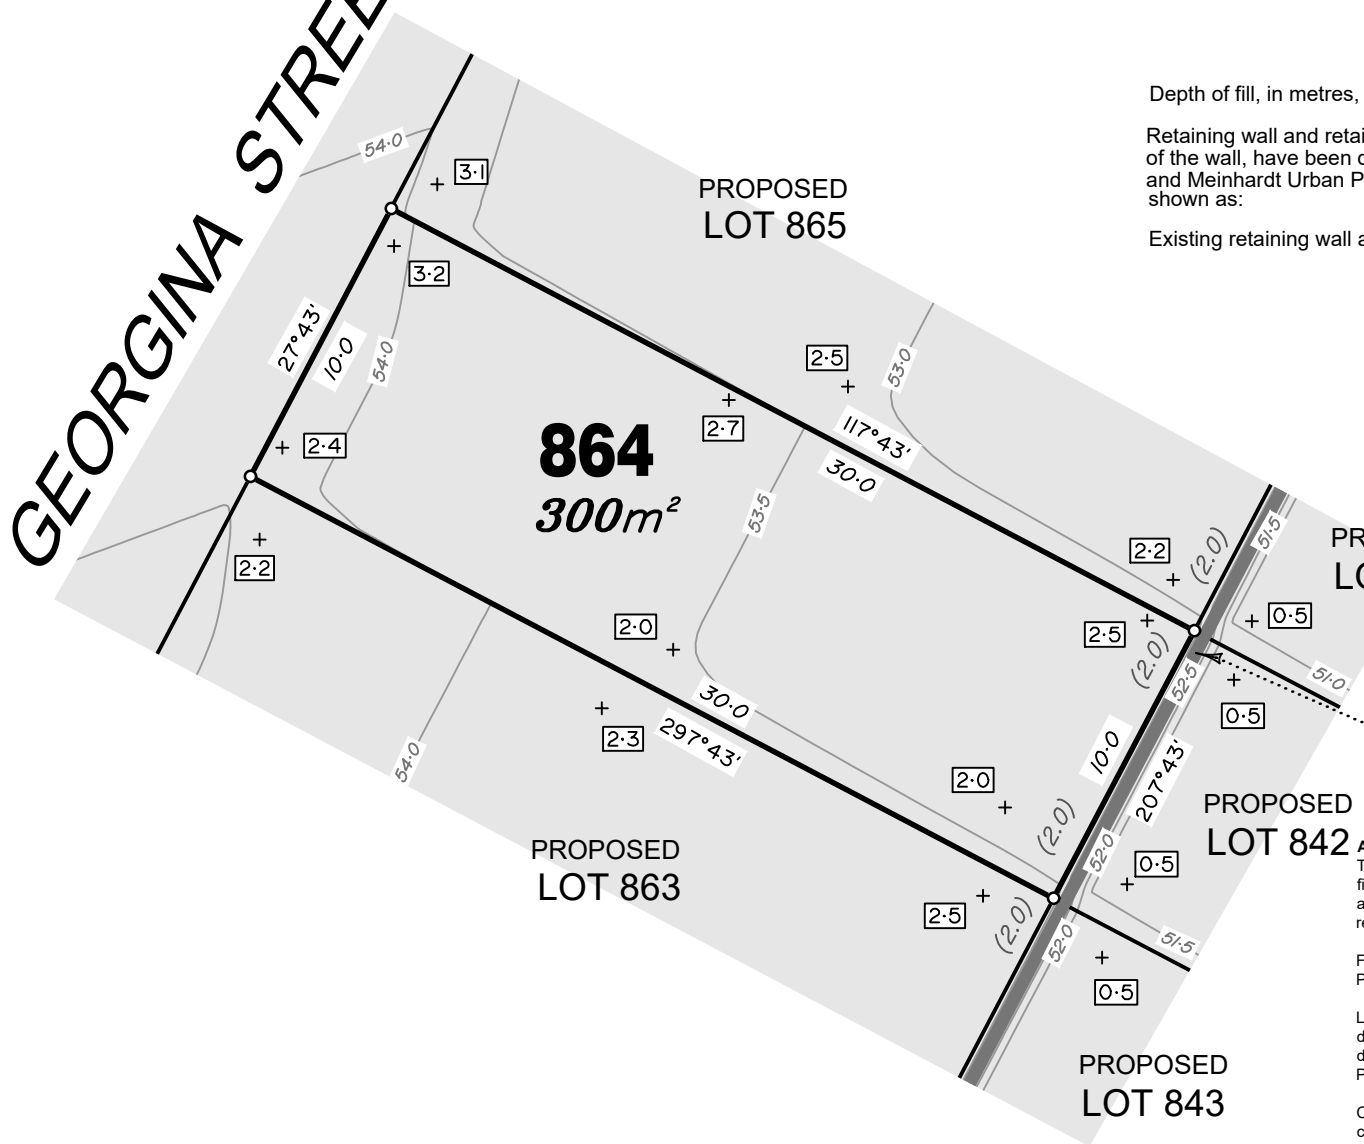 GEORGINA STREE
Depth of fill, in metres,
Retaining wall and retai
of the wall, have been
and Meinhardt Urban P
shown as:
Existing retaining wall a
54·0
3·1
PROPOSED
LOT 865
3·2
27°43'
10·0
54·0
2·5
53·0
2·7
117°43'
30·0
2·4
864
300m²
53·5
2·2
2·2
(2.0)
51·5
PR
LO
0·5
2·0
2·5
(2.0)
52·5
51·0
0·5
30·0
297°43'
2·3
54·0
10·0
207°43'
2·0
(2.0)
PROPOSED
LOT 842
52·0
0·5
PROPOSED
LOT 863
2·5
(2.0)
52·0
51·5
0·5
PROPOSED
LOT 843
A
T
fi
a
re
F
P
L
d
d
P
C
c